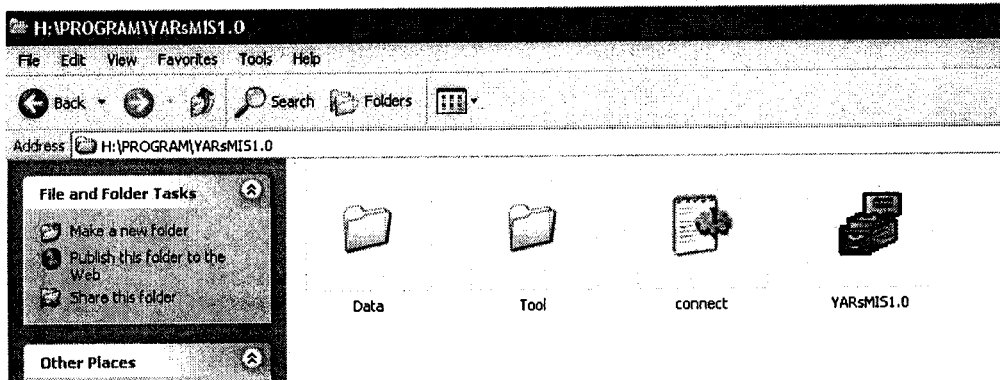 H:\PROGRAM\YARsMIS1.0
File Edit View Favorites Tools Help
Back Search Folders
Address H:\PROGRAM\YARsMIS1.0
File and Folder Tasks
Make a new folder
Publish this folder to the
Web
Share this folder
Other Places
Data Tool connect YARsMIS1.0